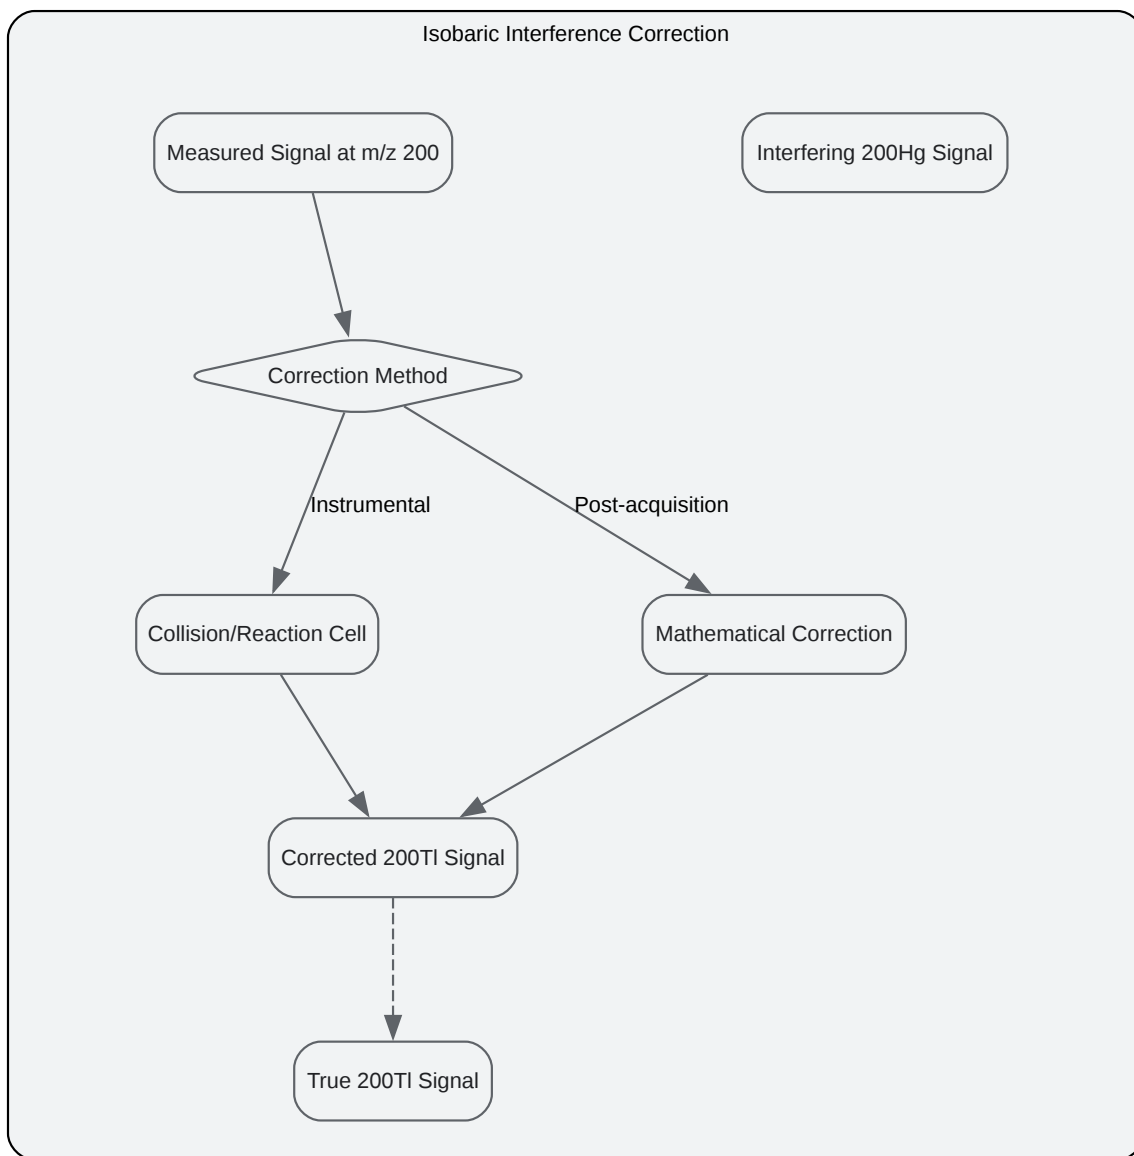 Isobaric Interference Correction
Measured Signal at m/z 200
Interfering 200Hg Signal
Correction Method
Instrumental
Post-acquisition
Collision/Reaction Cell
Mathematical Correction
Corrected 200Tl Signal
True 200Tl Signal